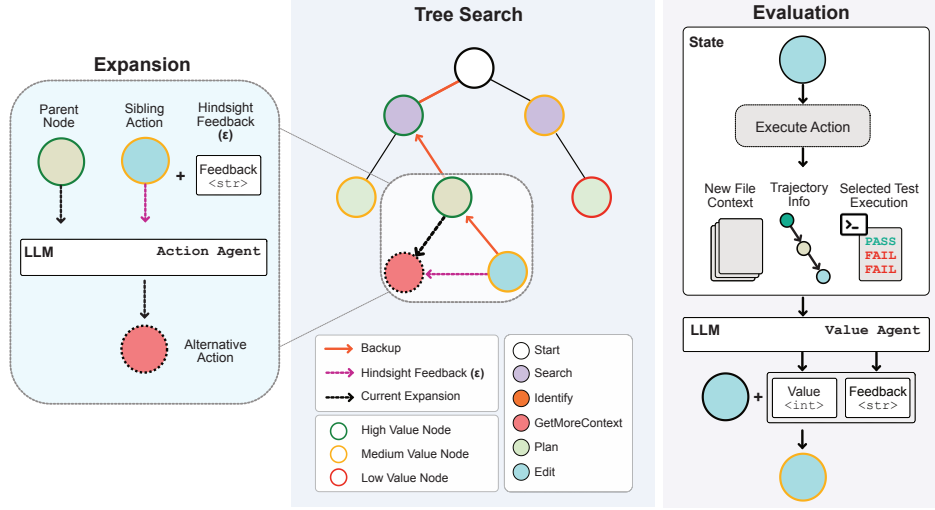 Expansion
Parent
Node
Sibling
Action
Hindsight
Feedback
(ε)
+
Feedback
<str>
LLM
Action Agent
Alternative
Action
Tree Search
Backup
Hindsight Feedback (ε)
Current Expansion
High Value Node
Medium Value Node
Low Value Node
Start
Search
Identify
GetMoreContext
Plan
Edit
Evaluation
State
Execute Action
New File
Context
Trajectory
Info
Selected Test
Execution
>_
PASS
FAIL
FAIL
LLM
Value Agent
+
Value
<int>
Feedback
<str>